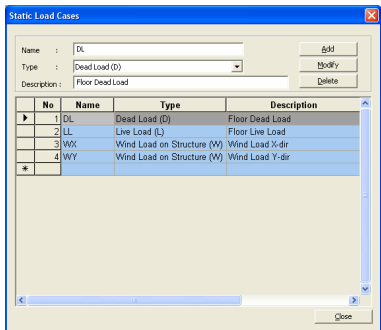 Static Load Cases
Name : DL Add
Type : Dead Load (D) Modify
Description : Floor Dead Load Delete
No Name Type Description
1 DL Dead Load (D) Floor Dead Load
2 LL Live Load (L) Floor Live Load
3 WX Wind Load on Structure (W) Wind Load X-dir
4 WY Wind Load on Structure (W) Wind Load Y-dir
Close